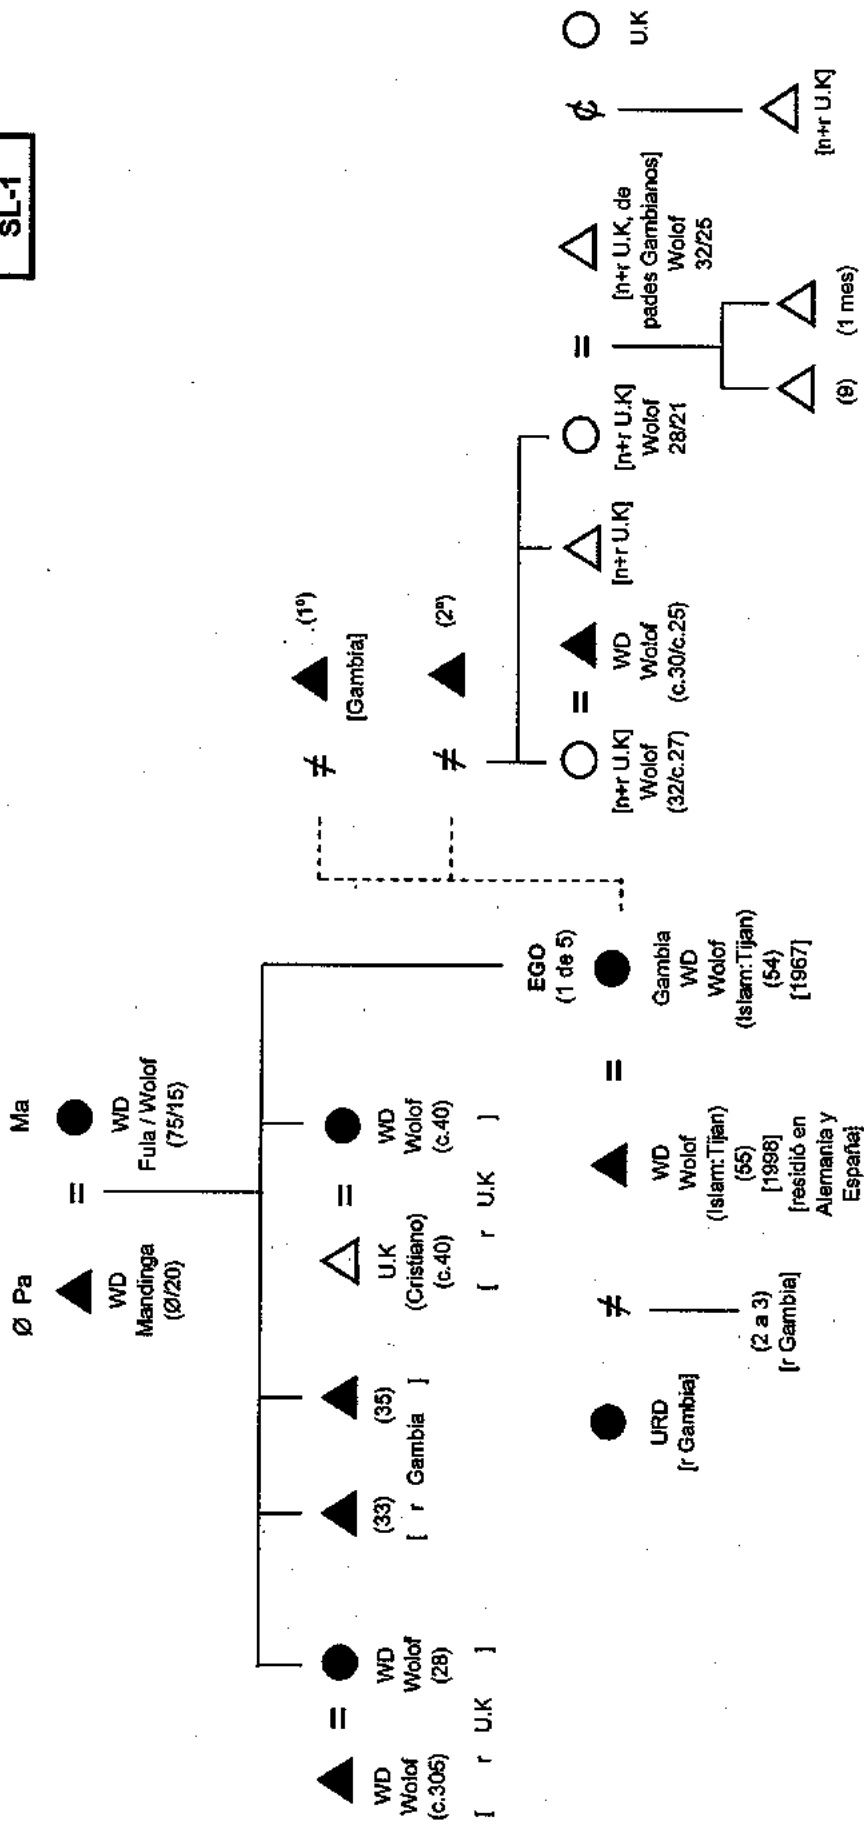 SL-1
Ø Pa
Ma
=
WD
Mandinga
(Ø/20)
WD
Fula / Wolof
(75/15)
=
WD
Wolof
(c.305)
WD
Wolof
(28)
[ r U.K ]
(33)
(35)
[ r Gambia ]
=
U.K
(Cristiano)
(c.40)
WD
Wolof
(c.40)
[ r U.K ]
EGO
(1 de 5)
≠
=
URD
[r Gambia]
(2 a 3)
[r Gambia]
WD
Wolof
(Islam:Tijan)
(55)
[1998]
[residió en
Alemania y
España]
Gambia
WD
Wolof
(Islam:Tijan)
(54)
[1967]
≠
.(1º)
[Gambia]
≠
(2º)
=
[n+r U.K]
Wolof
(32/c.27)
WD
Wolof
(c.30/c.25)
[n+r U.K]
[n+r U.K]
Wolof
28/21
=
[n+r U.K, de
pades Gambianos]
Wolof
32/25
(9)
(1 mes)
¢
U.K
[n+r U.K]